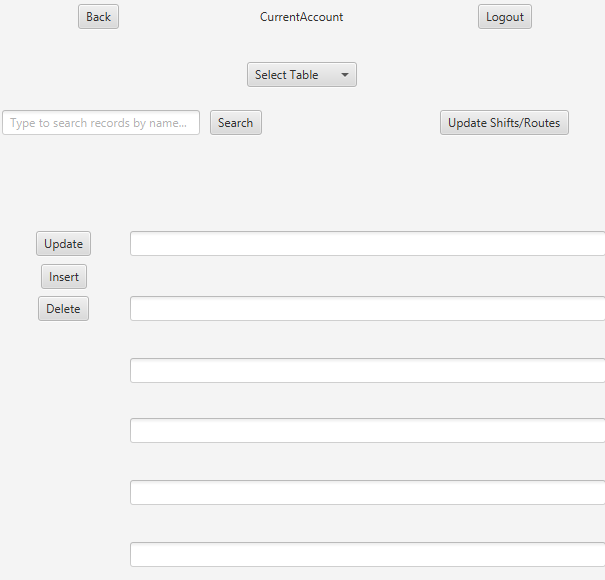 Back CurrentAccount Logout
Select Table
Type to search records by name... Search Update Shifts/Routes
Update
Insert
Delete